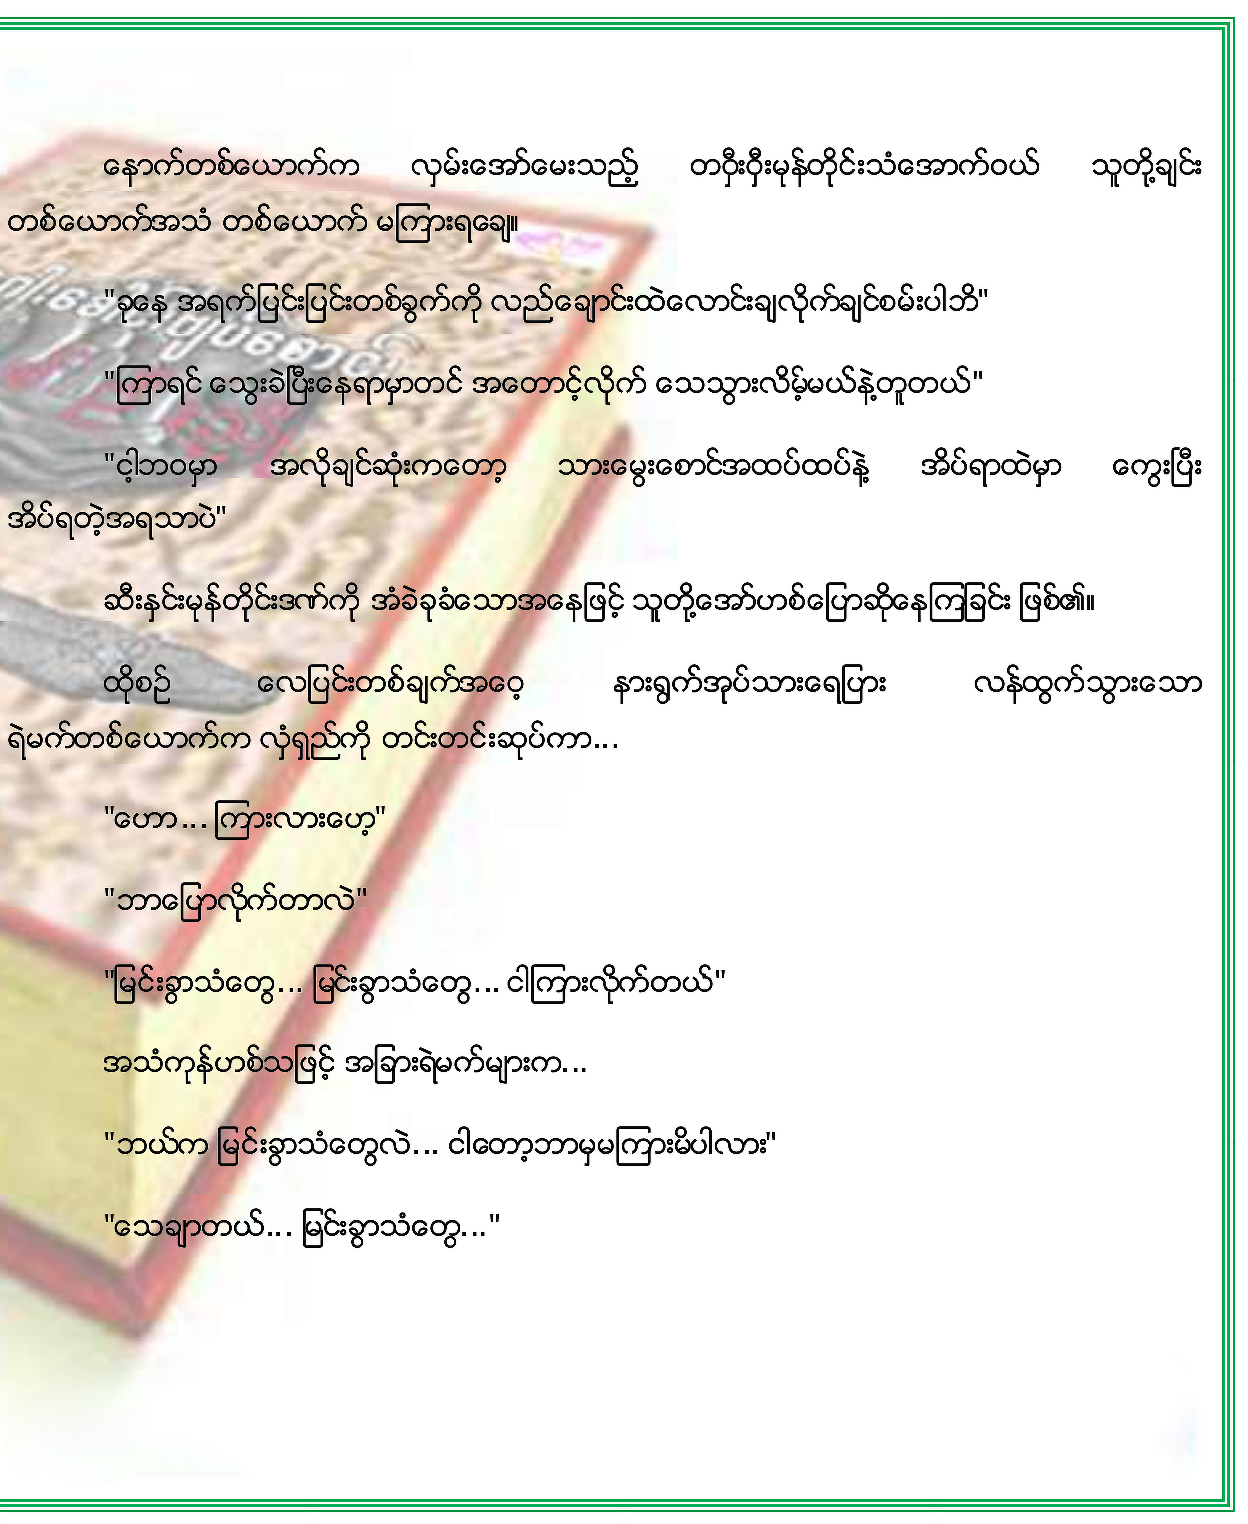 နောက်တစ်ယောက်က လှမ်းအော်မေးသည့် တဝှီးဝှီးမုန်တိုင်းသံအောက်ဝယ် သူတို့ချင်း
တစ်ယောက်အသံ တစ်ယောက် မကြားရချေ။
"ခုနေ အရက်ပြင်းပြင်းတစ်ခွက်ကို လည်ချောင်းထဲလောင်းချလိုက်ချင်စမ်းပါဘိ"
"ကြာရင် သွေးခဲပြီးနေရာမှာတင် အတောင့်လိုက် သေသွားလိမ့်မယ်နဲ့တူတယ်"
"ငါ့ဘဝမှာ အလိုချင်ဆုံးကတော့ သားမွေးစောင်အထပ်ထပ်နဲ့ အိပ်ရာထဲမှာ ကွေးပြီး
အိပ်ရတဲ့အရသာပဲ"
ဆီးနှင်းမုန်တိုင်းဒဏ်ကို အံခဲခုခံသောအနေဖြင့် သူတို့အော်ဟစ်ပြောဆိုနေကြခြင်း ဖြစ်၏။
ထိုစဉ် လေပြင်းတစ်ချက်အဝေ့ နားရွက်အုပ်သားရေပြား လန်ထွက်သွားသော
ရဲမက်တစ်ယောက်က လှံရှည်ကို တင်းတင်းဆုပ်ကာ...
"ဟော... ကြားလားဟေ့"
"ဘာပြောလိုက်တာလဲ"
"မြင်းခွာသံတွေ... မြင်းခွာသံတွေ... ငါကြားလိုက်တယ်"
အသံကုန်ဟစ်သဖြင့် အခြားရဲမက်များက...
"ဘယ်က မြင်းခွာသံတွေလဲ... ငါတော့ဘာမှမကြားမိပါလား"
"သေချာတယ်... မြင်းခွာသံတွေ..."